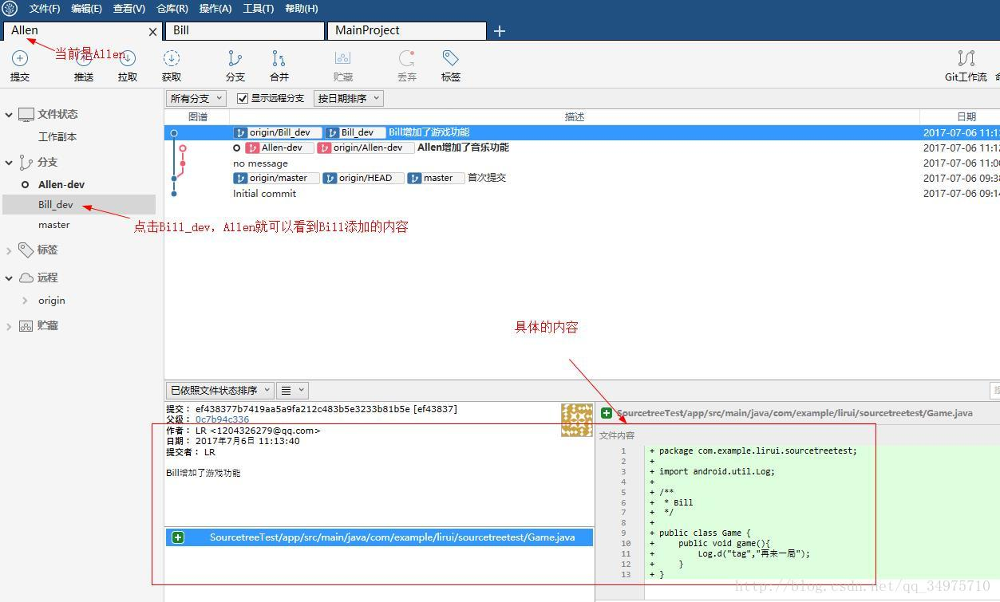 文件(F) 编辑(E) 查看(V) 仓库(R) 操作(A) 工具(T) 帮助(H)
Allen Bill MainProject
当前是Allen
提交 推送 拉取 获取 分支 合并 贮藏 丢弃 标签 Git工作流
所有分支 显示远程分支 按日期排序
图谱 描述 日期
origin/Bill_dev Bill_dev Bill增加了游戏功能 2017-07-06 11:1
Allen-dev origin/Allen-dev Allen增加了音乐功能 2017-07-06 11:12
no message 2017-07-06 11:00
origin/master origin/HEAD master 首次提交 2017-07-06 09:38
Initial commit 2017-07-06 09:14
文件状态
工作副本
分支
Allen-dev
Bill_dev
master
标签
远程
origin
贮藏
点击Bill_dev，Allen就可以看到Bill添加的内容
具体的内容
已依照文件状态排序
提交： ef438377b7419aa5a9fa212c483b5e3233b81b5e [ef43837]
父级： 0c7b94c336
作者： LR <1204326279@qq.com>
日期： 2017年7月6日 11:13:40
提交者： LR
Bill增加了游戏功能
SourcetreeTest/app/src/main/java/com/example/lirui/sourcetreetest/Game.java
SourcetreeTest/app/src/main/java/com/example/lirui/sourcetreetest/Game.java
文件内容
1 + package com.example.lirui.sourcetreetest;
2 +
3 + import android.util.Log;
4 +
5 + /**
6 + * Bill
7 + */
8 +
9 + public class Game {
10 + public void game(){
11 + Log.d("tag","再来一局");
12 + }
13 + }
http://blog.csdn.net/qq_34975710